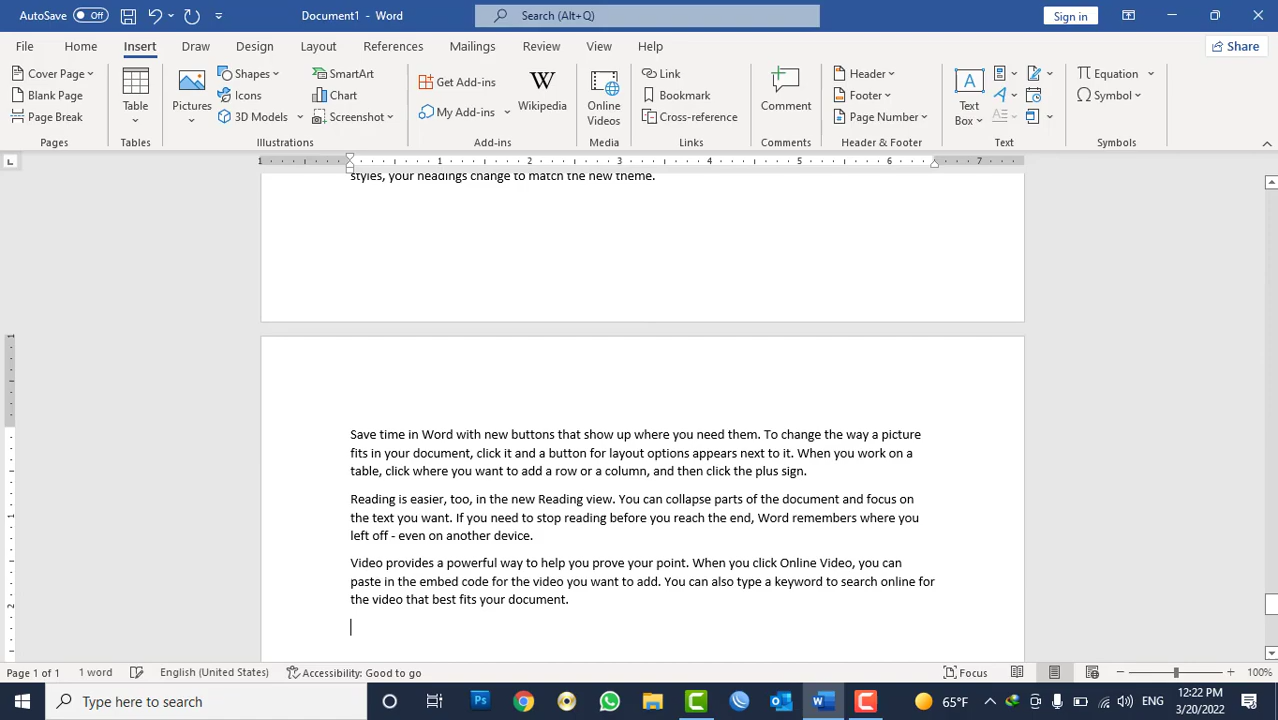 AutoSave Off Document1 - Word Search (Alt+Q) Sign in
File Home Insert Draw Design Layout References Mailings Review View Help Share
Cover Page
Blank Page
Page Break
Pages
Table
Tables
Pictures
Shapes
Icons
3D Models
SmartArt
Chart
Screenshot
Illustrations
Get Add-ins
My Add-ins
Wikipedia
Add-ins
Online
Videos
Media
Link
Bookmark
Cross-reference
Links
Comment
Comments
Header
Footer
Page Number
Header & Footer
Text
Box
Text
Equation
Symbol
Symbols
1 1 2 3 4 5 6 7
styles, your headings change to match the new theme.
Save time in Word with new buttons that show up where you need them. To change the way a picture
fits in your document, click it and a button for layout options appears next to it. When you work on a
table, click where you want to add a row or a column, and then click the plus sign.
Reading is easier, too, in the new Reading view. You can collapse parts of the document and focus on
the text you want. If you need to stop reading before you reach the end, Word remembers where you
left off - even on another device.
Video provides a powerful way to help you prove your point. When you click Online Video, you can
paste in the embed code for the video you want to add. You can also type a keyword to search online for
the video that best fits your document.
Page 1 of 1 1 word English (United States) Accessibility: Good to go Focus 100%
Type here to search 65°F ENG 12:22 PM
3/20/2022